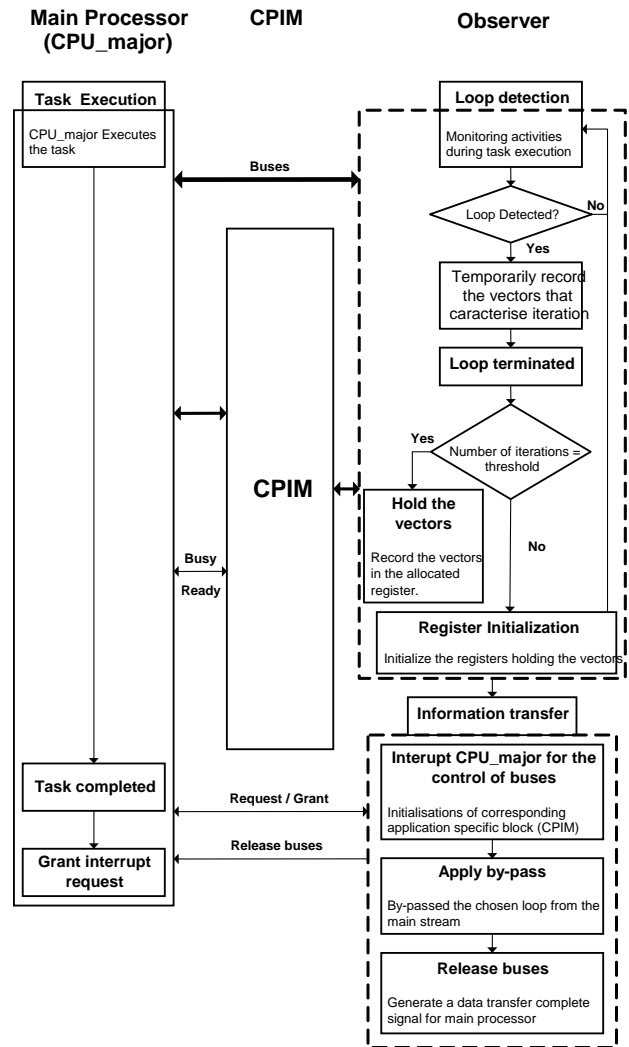 Main Processor
(CPU_major)
CPIM
Observer
Task Execution
CPU_major Executes
the task
Buses
Loop detection
Monitoring activities
during task execution
Loop Detected?
No
Yes
Temporarily record
the vectors that
caracterise iteration
Loop terminated
Number of iterations =
threshold
Yes
No
Hold the
vectors
Record the vectors
in the allocated
register.
CPIM
Busy
Ready
Register Initialization
Initialize the registers holding the vectors
Information transfer
Task completed
Grant interrupt
request
Request / Grant
Release buses
Interupt CPU_major for the
control of buses
Initialisations of corresponding
application specific block (CPIM)
Apply by-pass
By-passed the chosen loop from the
main stream
Release buses
Generate a data transfer complete
signal for main processor